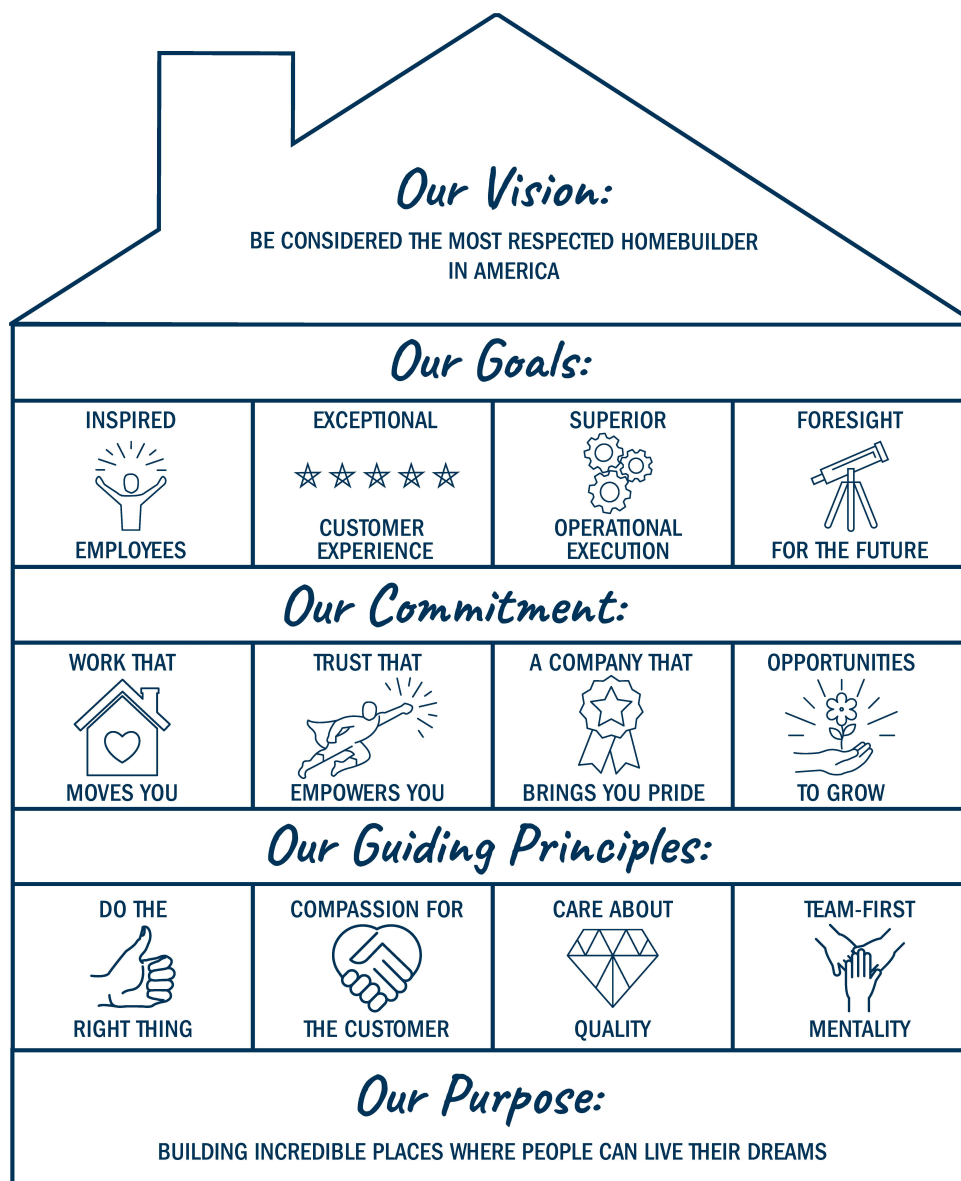 Our Vision:
BE CONSIDERED THE MOST RESPECTED HOMEBUILDER
IN AMERICA
Our Goals:
INSPIRED
EMPLOYEES
EXCEPTIONAL
CUSTOMER
EXPERIENCE
SUPERIOR
OPERATIONAL
EXECUTION
FORESIGHT
FOR THE FUTURE
Our Commitment:
WORK THAT
MOVES YOU
TRUST THAT
EMPOWERS YOU
A COMPANY THAT
BRINGS YOU PRIDE
OPPORTUNITIES
TO GROW
Our Guiding Principles:
DO THE
RIGHT THING
COMPASSION FOR
THE CUSTOMER
CARE ABOUT
QUALITY
TEAM-FIRST
MENTALITY
Our Purpose:
BUILDING INCREDIBLE PLACES WHERE PEOPLE CAN LIVE THEIR DREAMS